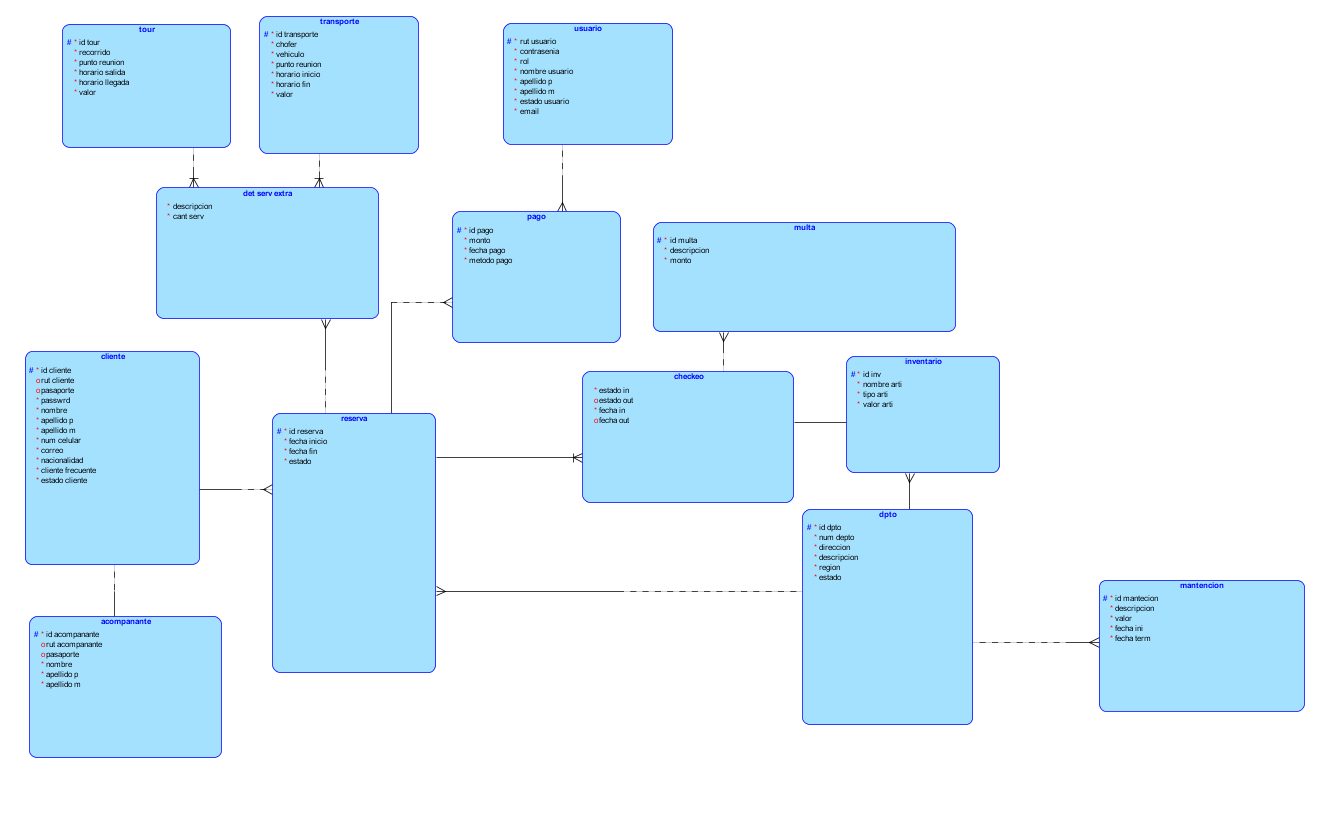 tour
# * id tour
* recorrido
* punto reunion
* horario salida
* horario llegada
* valor
transporte
# * id transporte
* chofer
* vehiculo
* punto reunion
* horario inicio
* horario fin
* valor
usuario
# * rut usuario
* contrasenia
* rol
* nombre usuario
* apellido p
* apellido m
* estado usuario
* email
det serv extra
* descripcion
* cant serv
pago
# * id pago
* monto
* fecha pago
* metodo pago
multa
# * id multa
* descripcion
* monto
cliente
# * id cliente
o rut cliente
o pasaporte
* passwrd
* nombre
* apellido p
* apellido m
* num celular
* correo
* nacionalidad
* cliente frecuente
* estado cliente
reserva
# * id reserva
* fecha inicio
* fecha fin
* estado
checkeo
* estado in
o estado out
* fecha in
o fecha out
inventario
# * id inv
* nombre arti
* tipo arti
* valor arti
dpto
# * id dpto
* num depto
* direccion
* descripcion
* region
* estado
mantencion
# * id mantecion
* descripcion
* valor
* fecha ini
* fecha term
acompanante
# * id acompanante
o rut acompanante
o pasaporte
* nombre
* apellido p
* apellido m